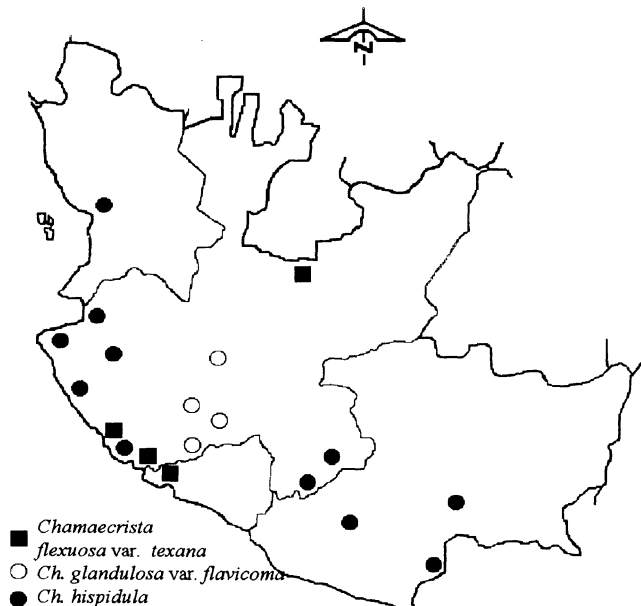 N
Chamaecrista
flexuosa var. texana
Ch. glandulosa var. flavicoma
Ch. hispidula